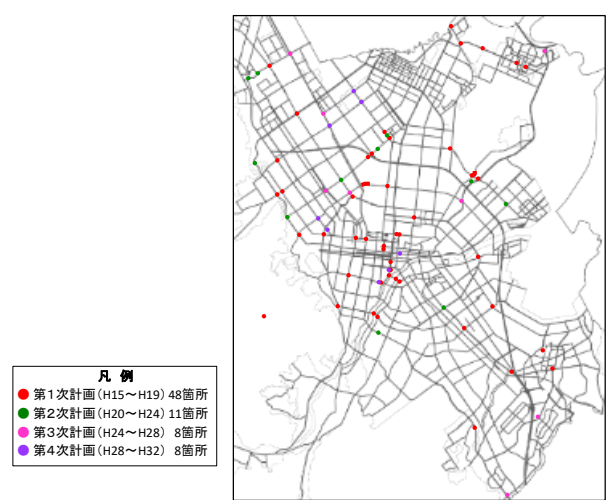 凡 例
第１次計画（H15～H19）48箇所
第２次計画（H20～H24）11箇所
第３次計画（H24～H28） 8箇所
第４次計画（H28～H32） 8箇所